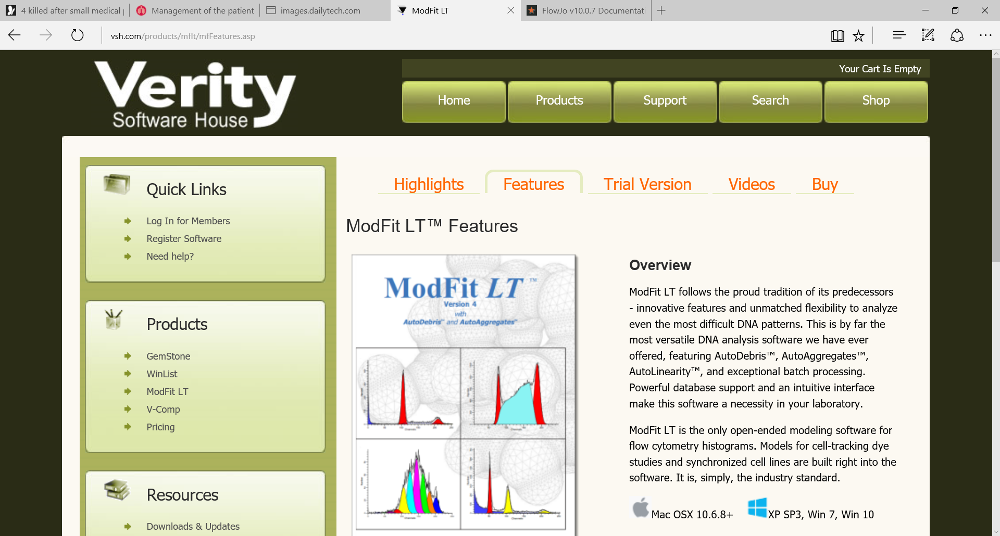 4 killed after small medical
Management of the patient
images.dailytech.com
ModFit LT
FlowJo v10.0.7 Documentati
vsh.com/products/mflt/mfFeatures.asp
Verity
Software House
Your Cart Is Empty
Home
Products
Support
Search
Shop
Quick Links
Log In for Members
Register Software
Need help?
Products
GemStone
WinList
ModFit LT
V-Comp
Pricing
Resources
Downloads & Updates
Highlights
Features
Trial Version
Videos
Buy
ModFit LT™ Features
ModFit LT™
Version 4
with
AutoDebris™ and AutoAggregates™
Overview
ModFit LT follows the proud tradition of its predecessors
- innovative features and unmatched flexibility to analyze
even the most difficult DNA patterns. This is by far the
most versatile DNA analysis software we have ever
offered, featuring AutoDebris™, AutoAggregates™,
AutoLinearity™, and exceptional batch processing.
Powerful database support and an intuitive interface
make this software a necessity in your laboratory.
ModFit LT is the only open-ended modeling software for
flow cytometry histograms. Models for cell-tracking dye
studies and synchronized cell lines are built right into the
software. It is, simply, the industry standard.
Mac OSX 10.6.8+
XP SP3, Win 7, Win 10